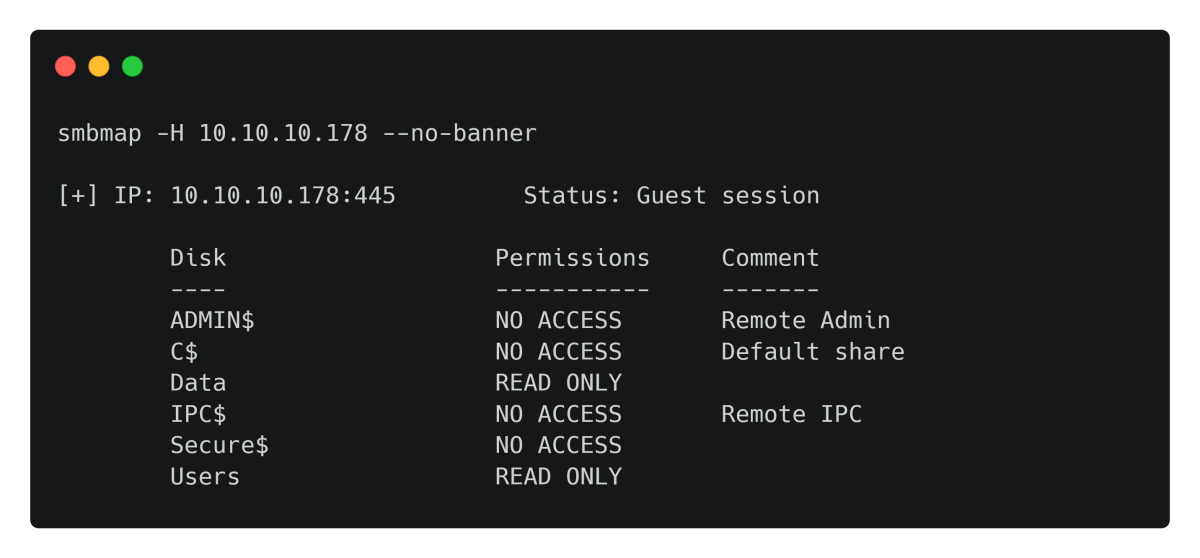 smbmap -H 10.10.10.178 --no-banner
[+] IP: 10.10.10.178:445 Status: Guest session
Disk Permissions Comment
---- ----------- -------
ADMIN$ NO ACCESS Remote Admin
C$ NO ACCESS Default share
Data READ ONLY
IPC$ NO ACCESS Remote IPC
Secure$ NO ACCESS
Users READ ONLY